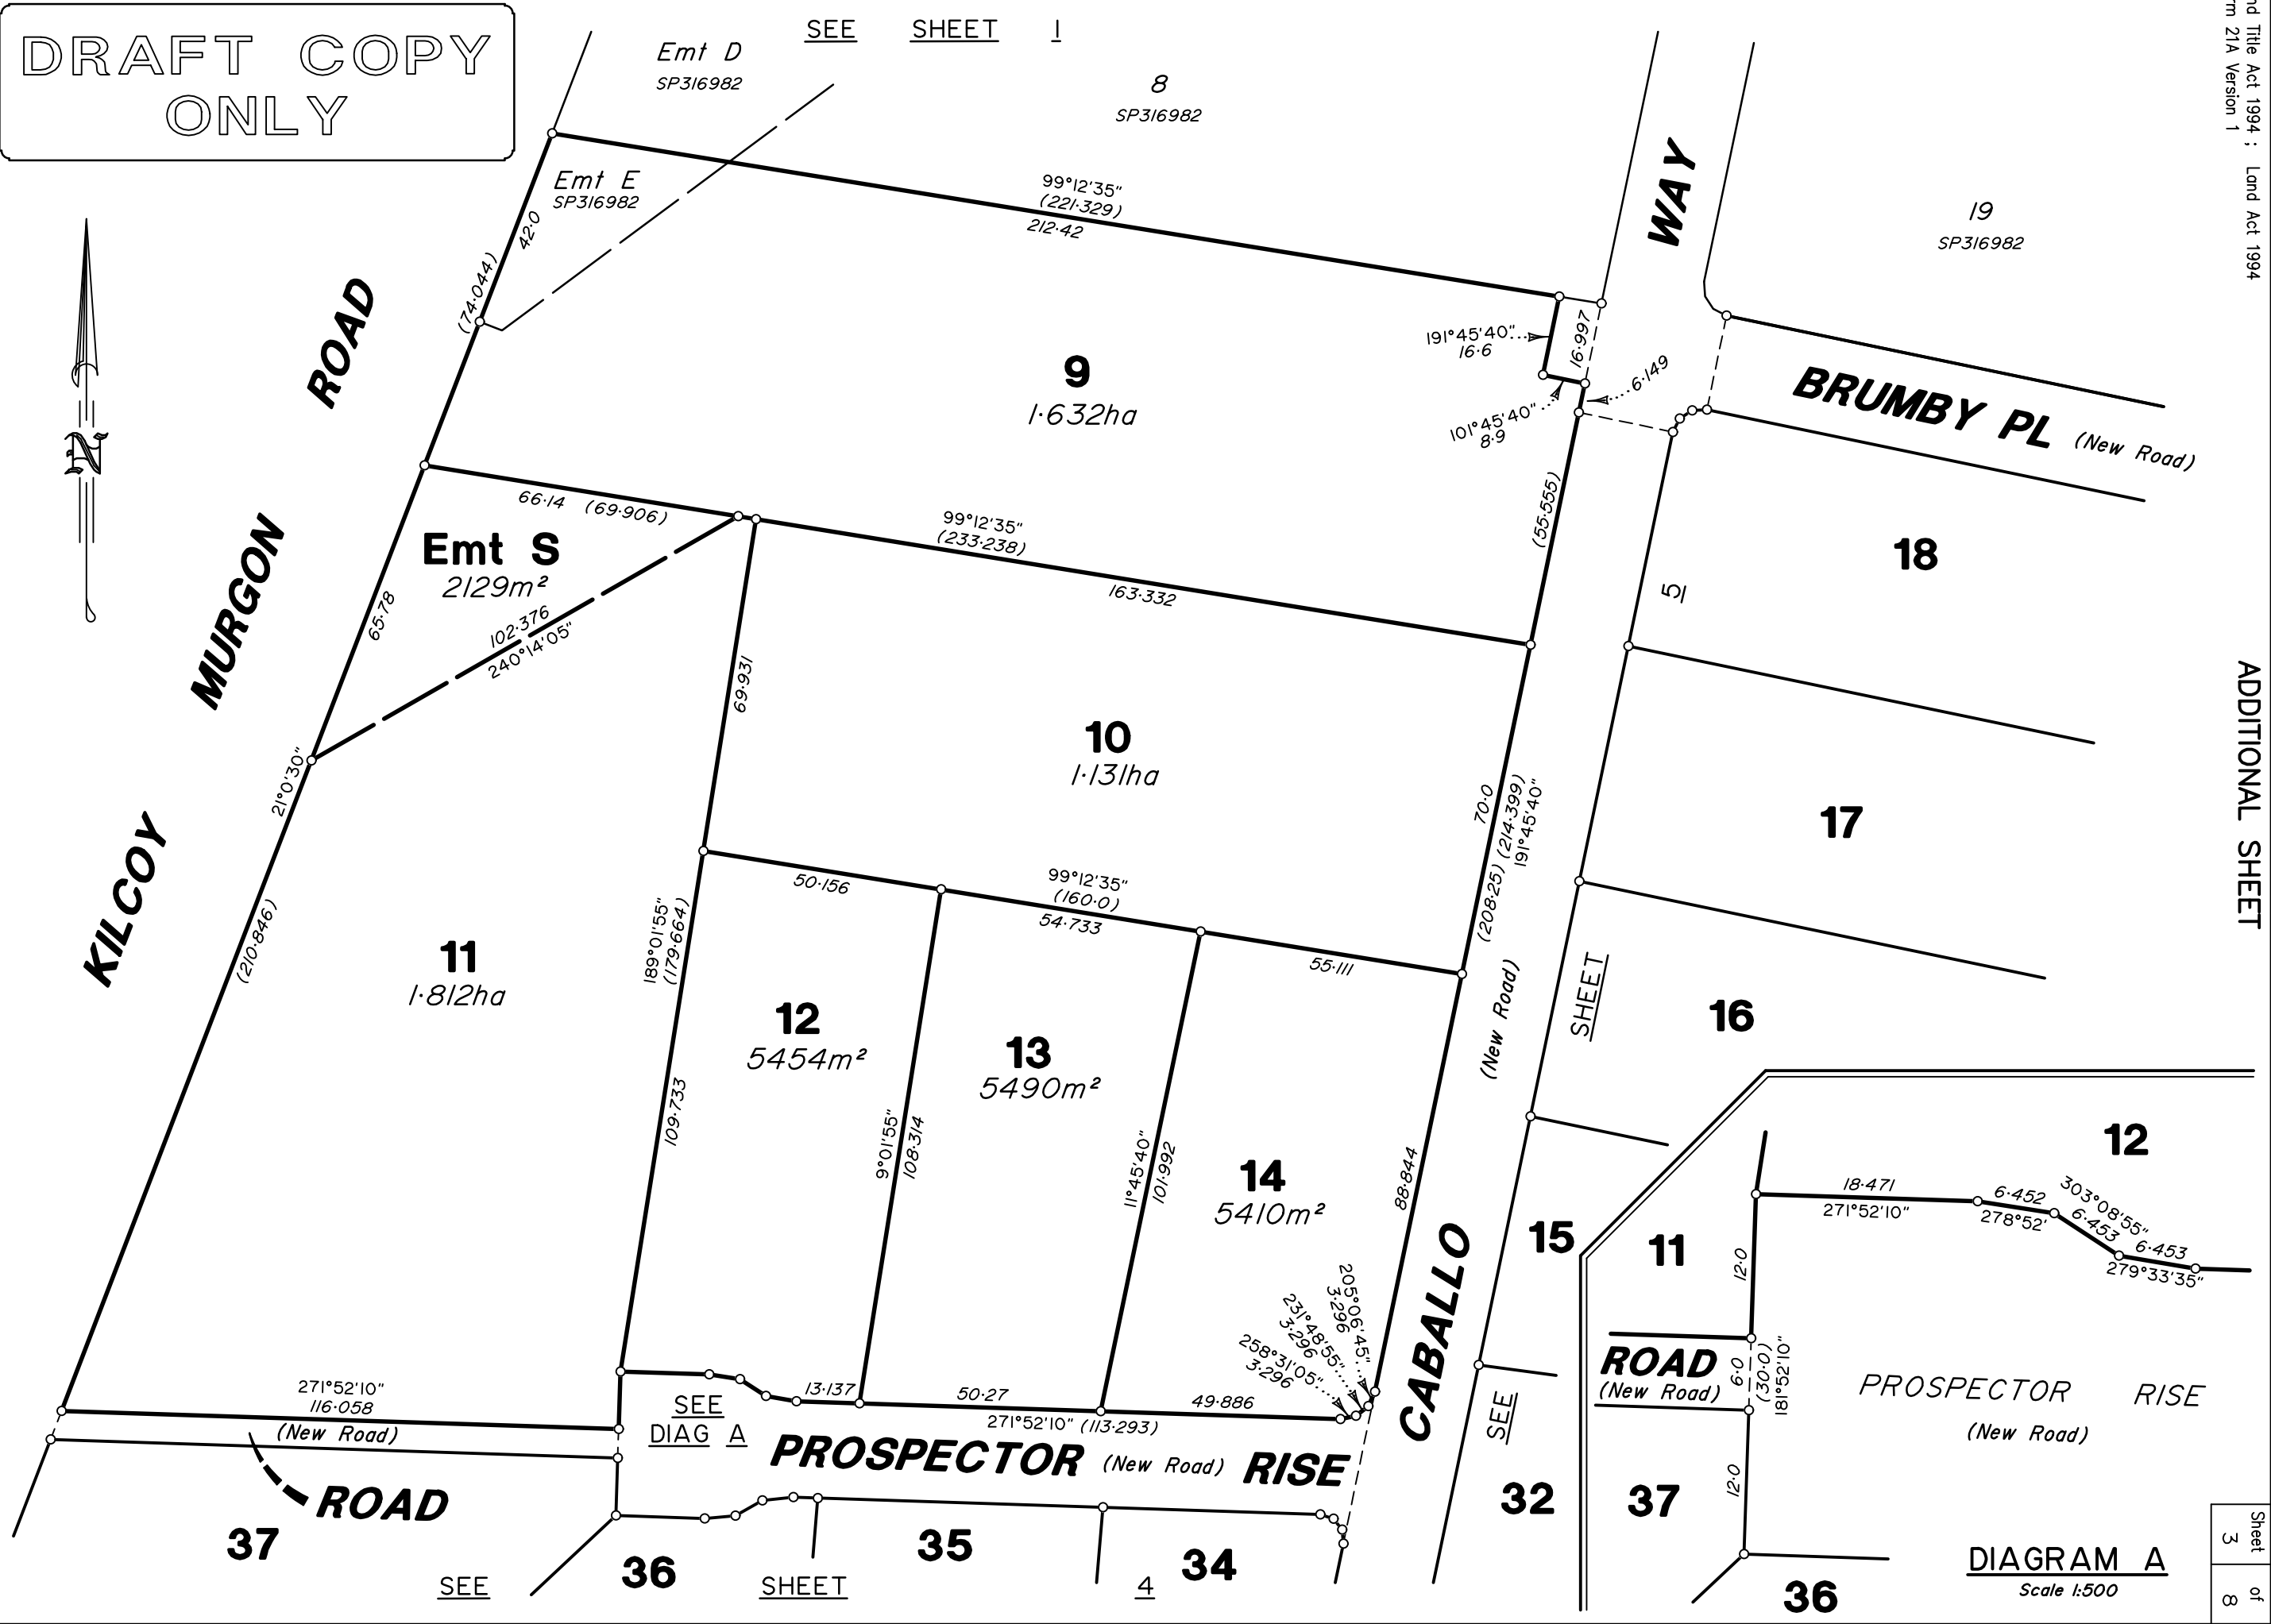 DRAFT COPY
ONLY
SEE SHEET 1
nd Title Act 1994 ; Land Act 1994
rm 21A Version 1
ADDITIONAL SHEET
Sheet 3 of 8
Emt D
SP316982
8
SP316982
19
SP316982
Emt E
SP316982
42·0
(74·044)
99°12'35"
(221·329)
212·42
WAY
191°45'40"
16·6
16·997
6·149
101°45'40"
8·9
BRUMBY PL (New Road)
9
1·632ha
(55·555)
18
5
N
KILCOY MURGON ROAD
66·14 (69·906)
99°12'35"
(233·238)
163·332
Emt S
2129m²
65·78
102·376
240°14'05"
69·931
10
1·131ha
70·0
(208·25) (214·399)
191°45'40"
17
21°0'30"
(210·846)
50·156
99°12'35"
(160·0)
54·733
55·111
11
1·812ha
189°01'55"
(179·664)
109·733
12
5454m²
9°01'55"
108·314
13
5490m²
11°45'40"
101·992
14
5410m²
88·844
(New Road)
SHEET
16
15
205°06'45"
3·296
231°48'55"
3·296
258°31'05"
3·296
CABALLO
SEE
32
271°52'10"
116·058
(New Road)
ROAD
37
SEE
DIAG A
13·137
50·27
49·886
271°52'10" (113·293)
PROSPECTOR (New Road) RISE
36
35
34
SEE SHEET 4
12
18·471
271°52'10"
6·452
278°52'
303°08'55"
6·453
6·453
279°33'35"
11
12·0
ROAD
(New Road)
6·0
(30·0)
181°52'10"
PROSPECTOR RISE
(New Road)
12·0
37
36
DIAGRAM A
Scale 1:500